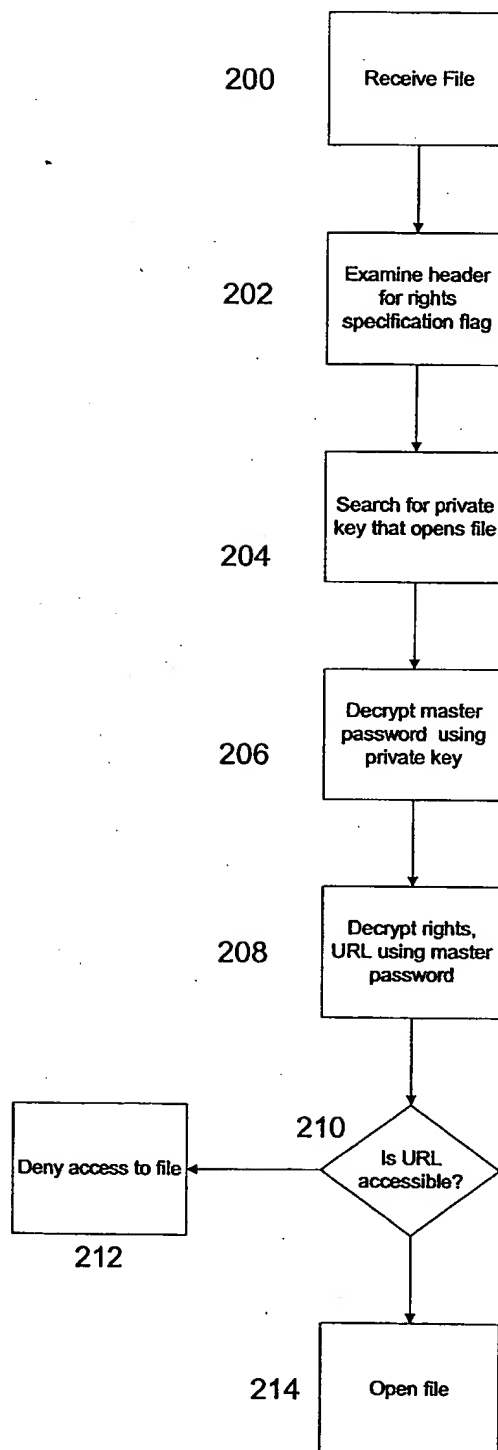 200
Receive File
202
Examine header
for rights
specification flag
204
Search for private
key that opens file
206
Decrypt master
password using
private key
208
Decrypt rights,
URL using master
password
210
Is URL
accessible?
Deny access to file
212
214
Open file